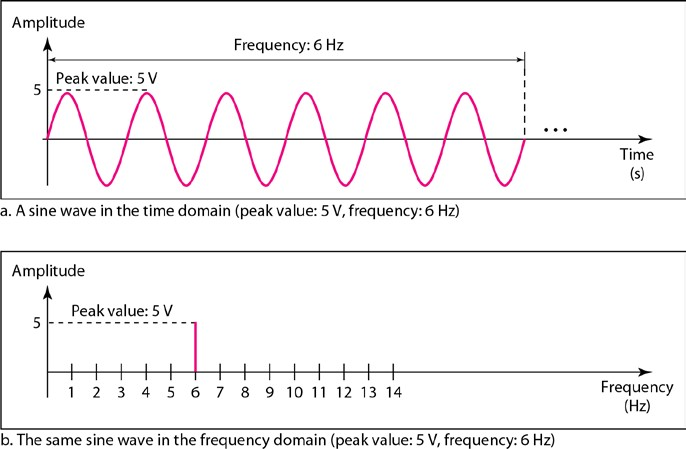 Amplitude
Frequency: 6 Hz
Peak value: 5 V
5
...
Time
(s)
a. A sine wave in the time domain (peak value: 5 V, frequency: 6 Hz)
Amplitude
Peak value: 5 V
5
1 2 3 4 5 6 7 8 9 10 11 12 13 14
Frequency
(Hz)
b. The same sine wave in the frequency domain (peak value: 5 V, frequency: 6 Hz)